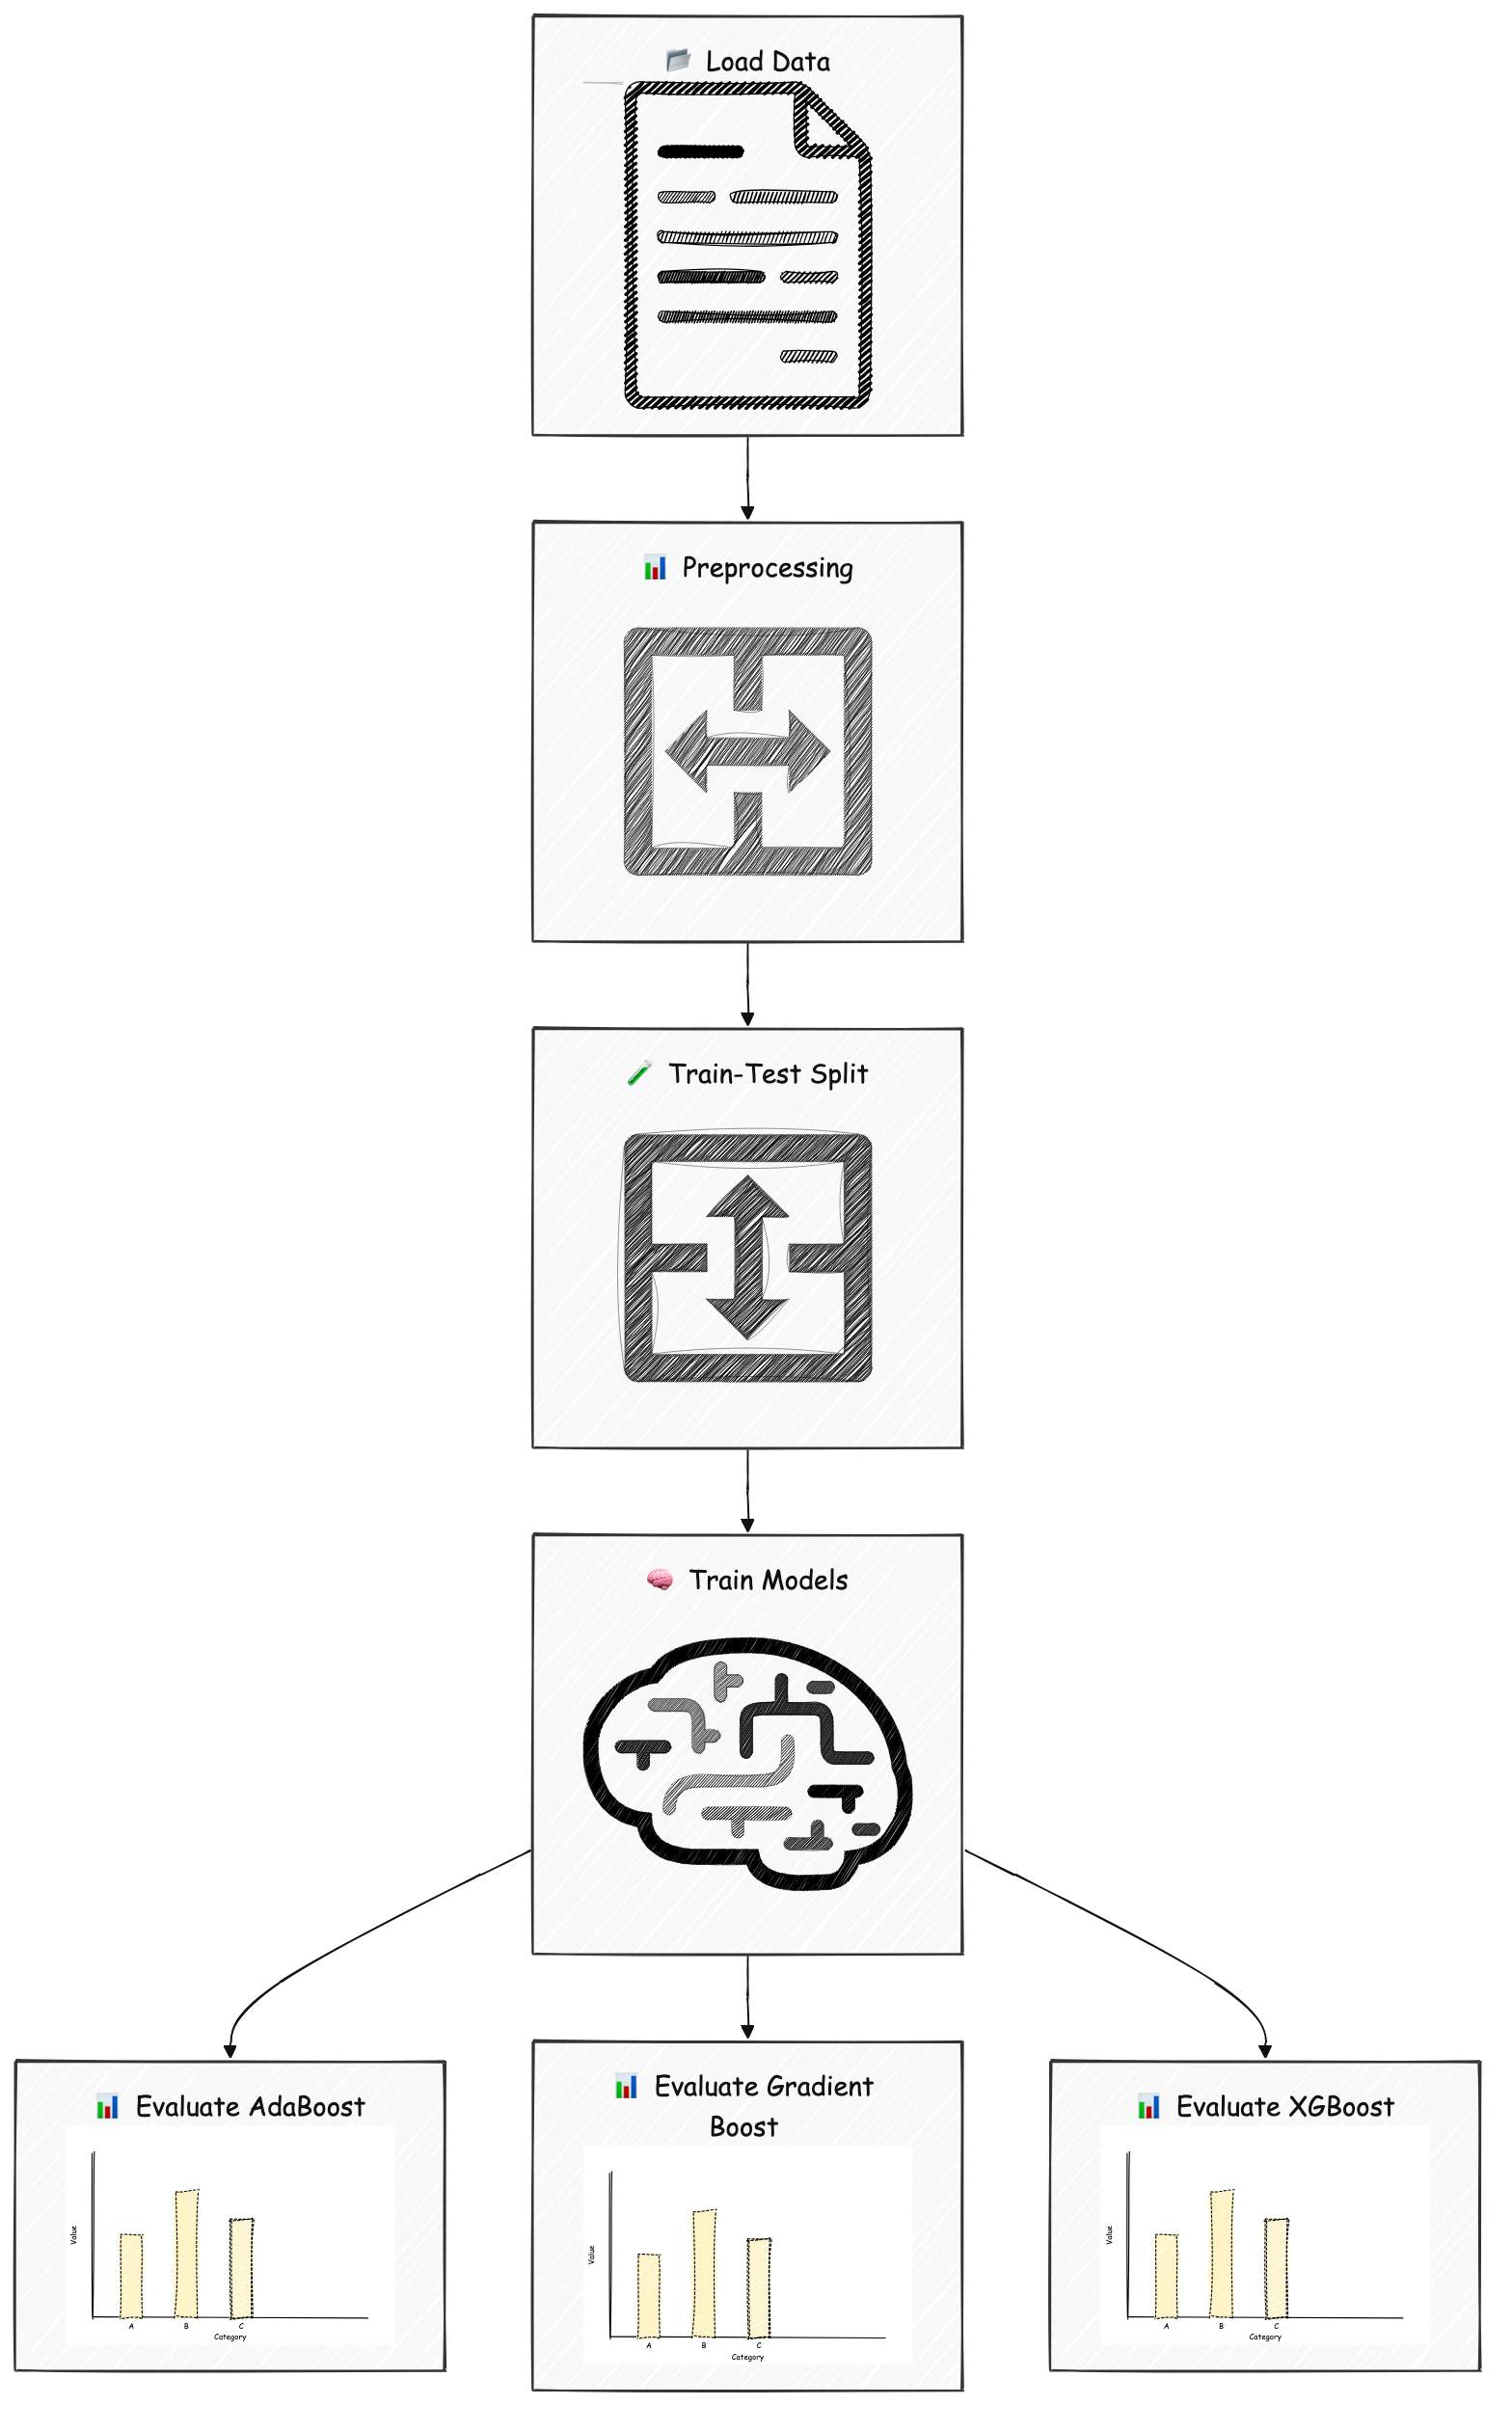 📂 Load Data
📊 Preprocessing
🧪 Train-Test Split
🧠 Train Models
📊 Evaluate AdaBoost
Value
A B C
Category
📊 Evaluate Gradient
Boost
Value
A B C
Category
📊 Evaluate XGBoost
Value
A B C
Category